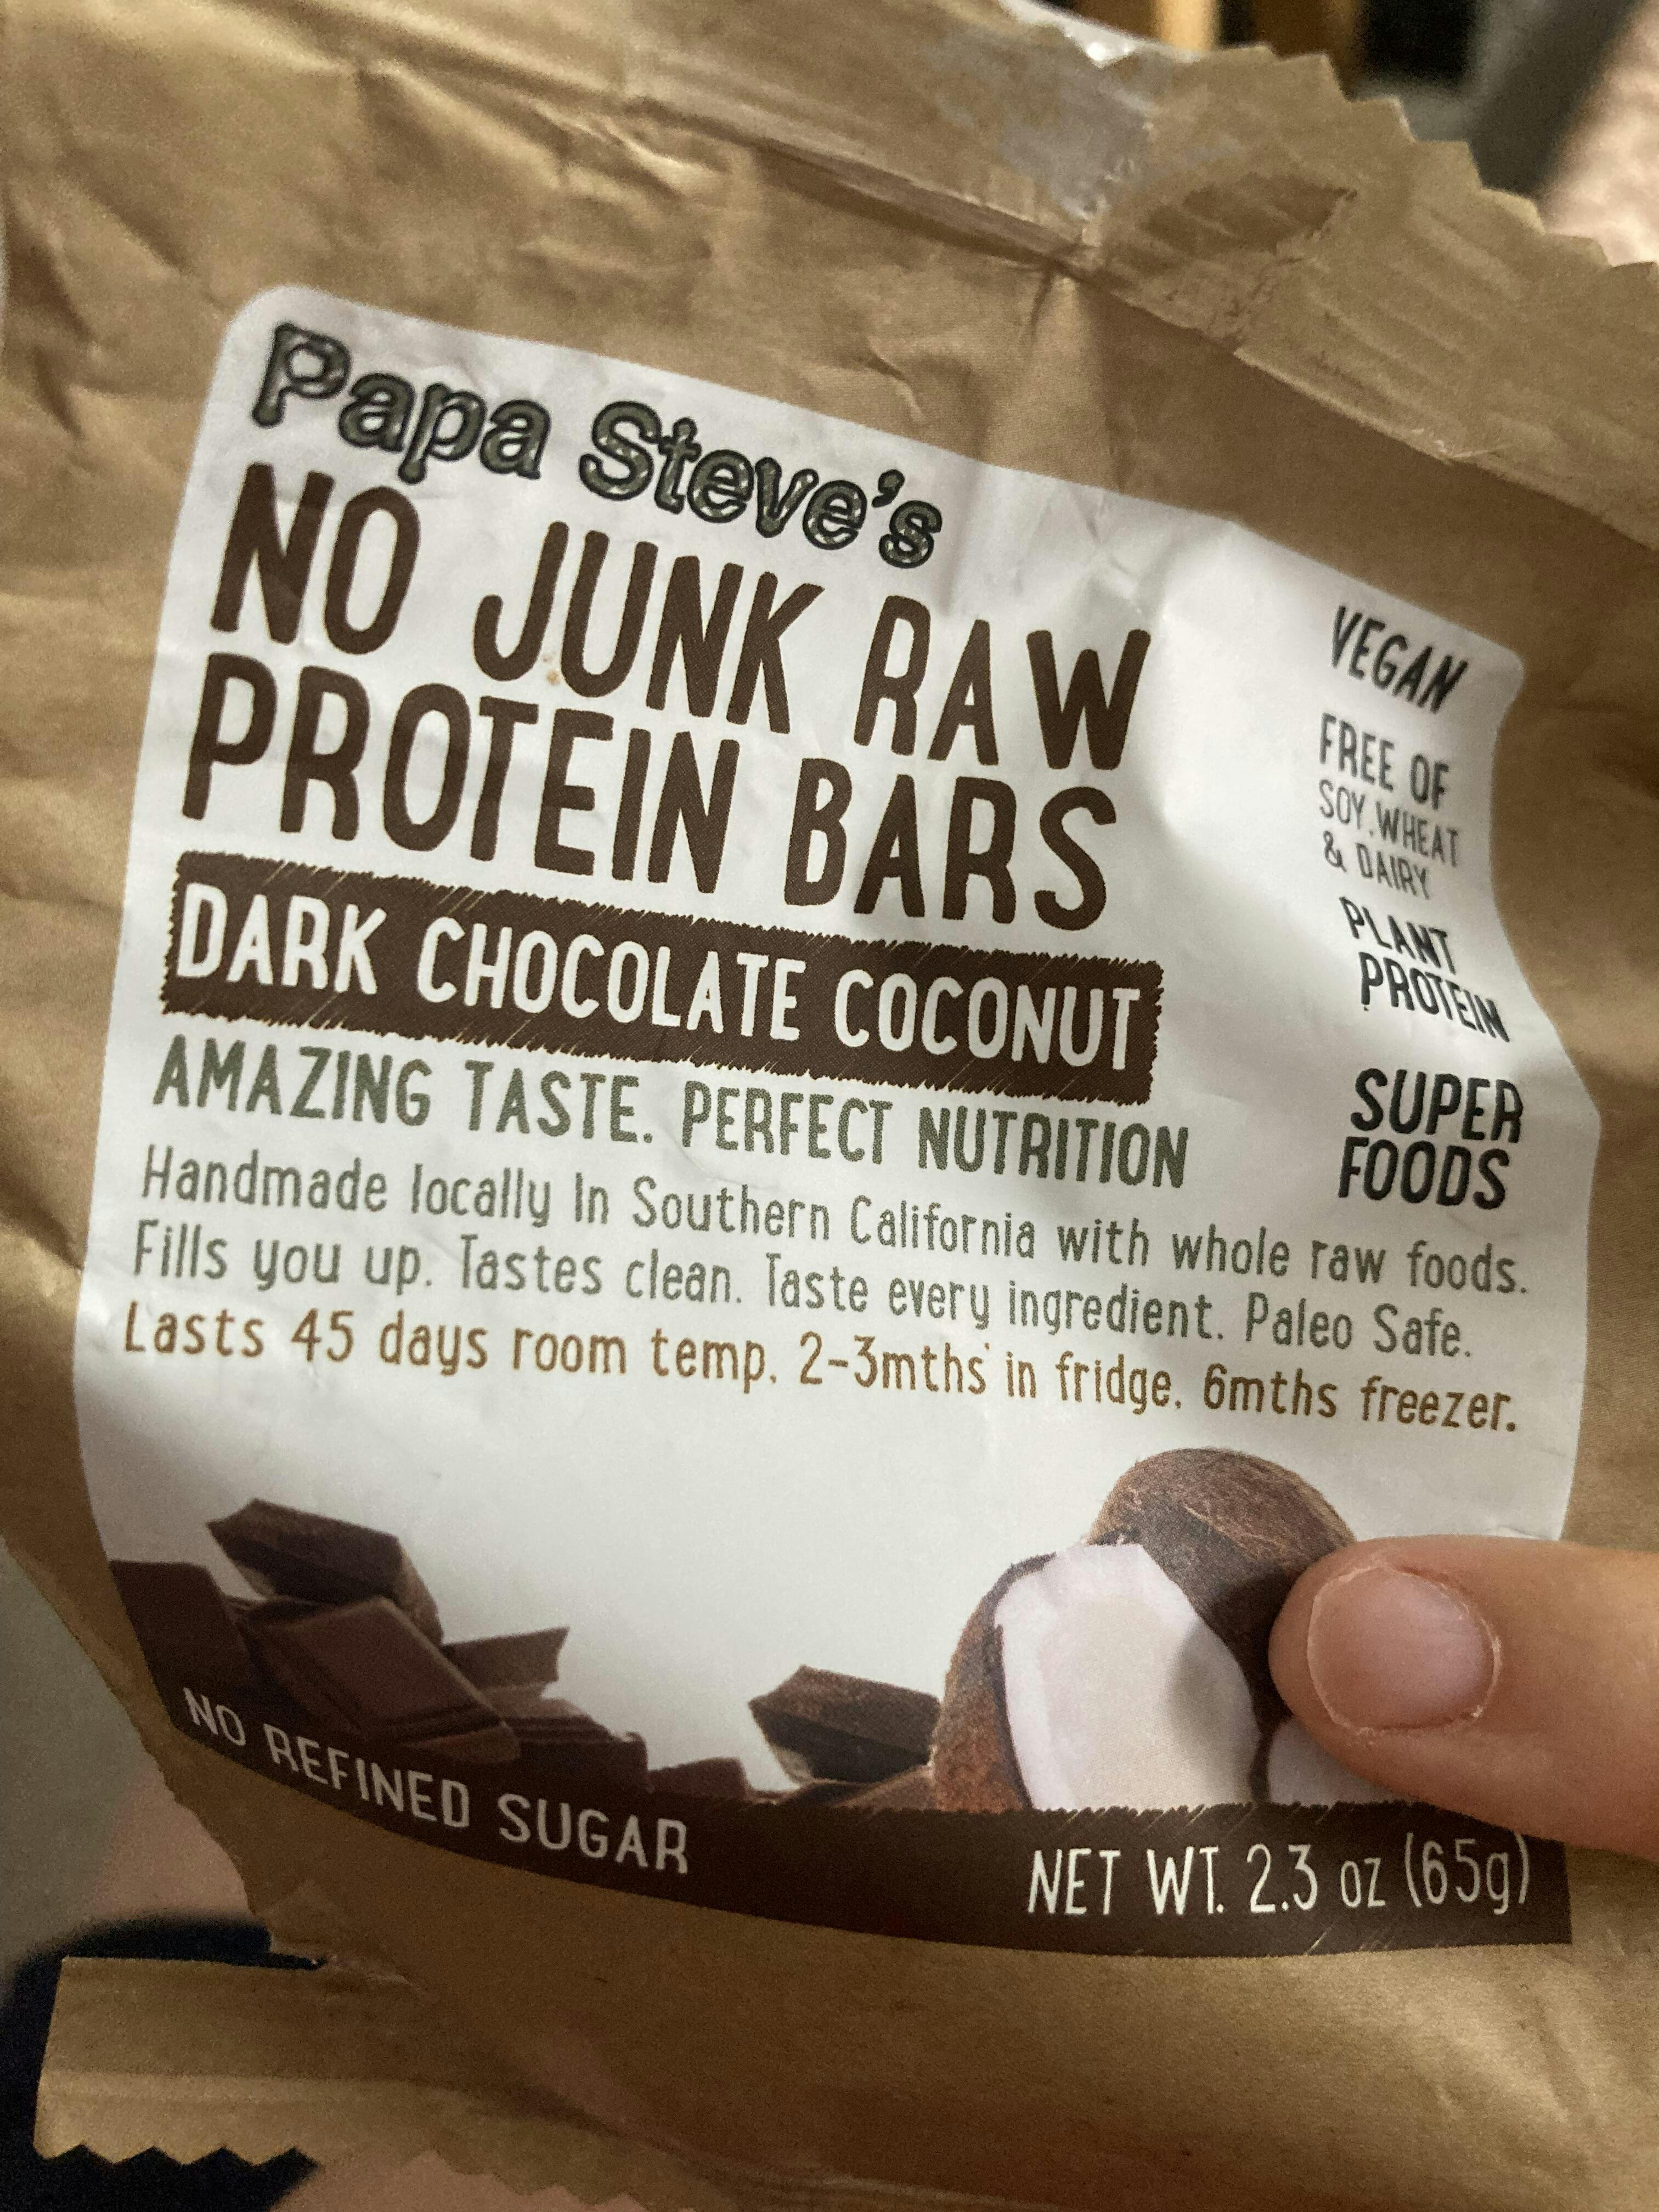 Papa Steve's
NO JUNK RAW
PROTEIN BARS
DARK CHOCOLATE COCONUT
AMAZING TASTE. PERFECT NUTRITION
Handmade locally In Southern California with whole raw foods.
Fills you up. Tastes clean. Taste every ingredient. Paleo Safe.
Lasts 45 days room temp. 2-3mths in fridge. 6mths freezer.
VEGAN
FREE OF
SOY.WHEAT
& DAIRY
PLANT
PROTEIN
SUPER
FOODS
NO REFINED SUGAR
NET WT. 2.3 oz (65g)